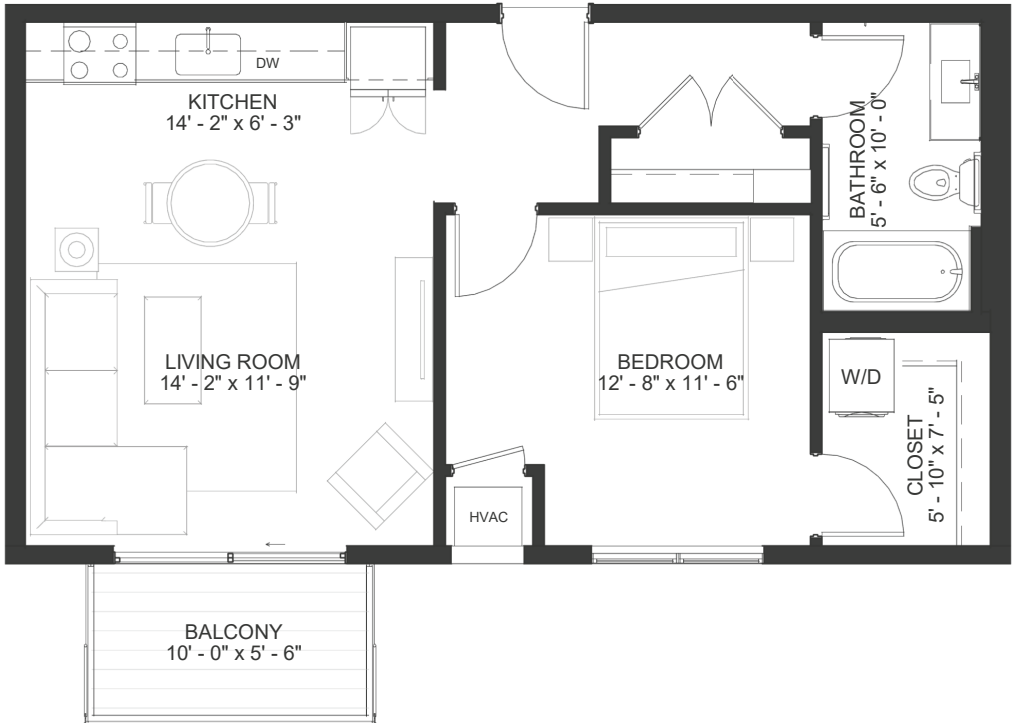 DW
KITCHEN
14' - 2" x 6' - 3"
BATHROOM
5' - 6" x 10' - 0"
LIVING ROOM
14' - 2" x 11' - 9"
BEDROOM
12' - 8" x 11' - 6"
W/D
CLOSET
5' - 10" x 7' - 5"
HVAC
BALCONY
10' - 0" x 5' - 6"